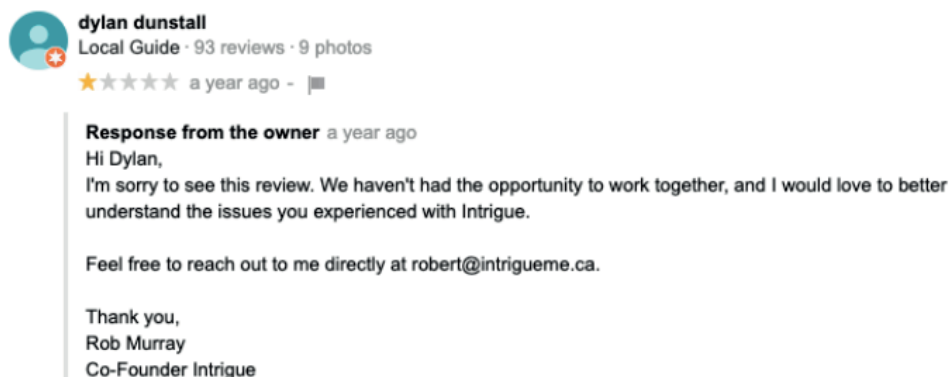 dylan dunstall
Local Guide · 93 reviews · 9 photos
a year ago -
Response from the owner a year ago
Hi Dylan,
I'm sorry to see this review. We haven't had the opportunity to work together, and I would love to better
understand the issues you experienced with Intrigue.
Feel free to reach out to me directly at robert@intrigueme.ca.
Thank you,
Rob Murray
Co-Founder Intrigue